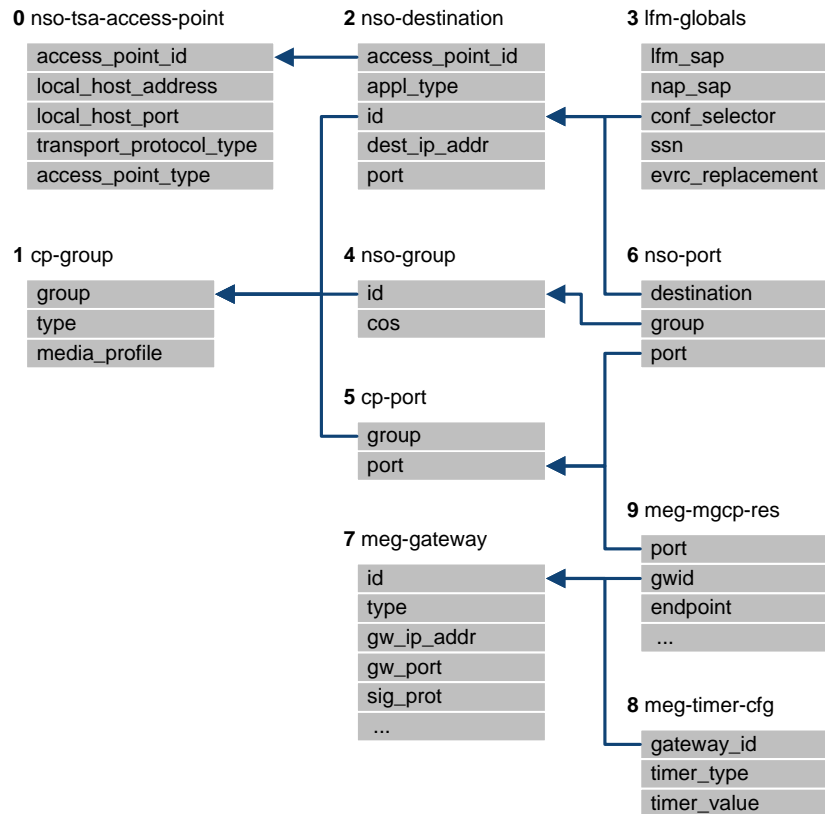 0 nso-tsa-access-point
access_point_id
local_host_address
local_host_port
transport_protocol_type
access_point_type
2 nso-destination
access_point_id
appl_type
id
dest_ip_addr
port
3 lfm-globals
lfm_sap
nap_sap
conf_selector
ssn
evrc_replacement
1 cp-group
group
type
media_profile
4 nso-group
id
cos
6 nso-port
destination
group
port
5 cp-port
group
port
7 meg-gateway
id
type
gw_ip_addr
gw_port
sig_prot
...
9 meg-mgcp-res
port
gwid
endpoint
...
8 meg-timer-cfg
gateway_id
timer_type
timer_value